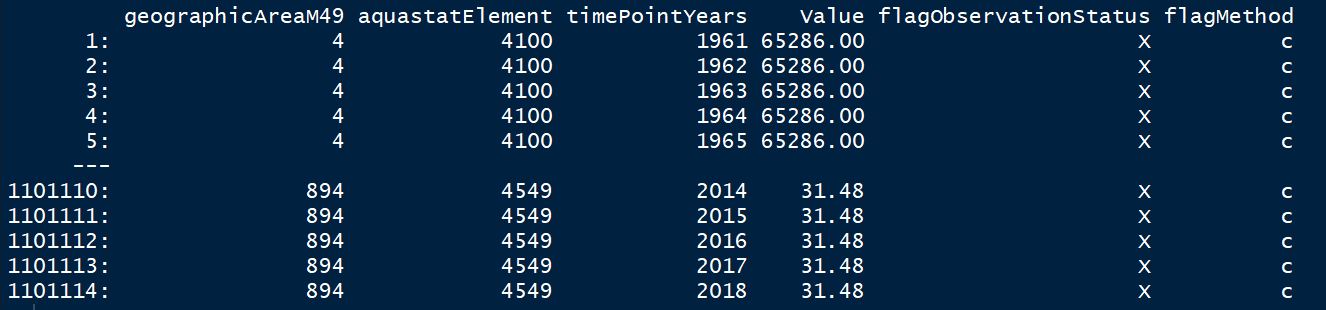 geographicAreaM49 aquastatElement timePointYears Value flagObservationStatus flagMethod
1: 4 4100 1961 65286.00 X c
2: 4 4100 1962 65286.00 X c
3: 4 4100 1963 65286.00 X c
4: 4 4100 1964 65286.00 X c
5: 4 4100 1965 65286.00 X c
---
1101110: 894 4549 2014 31.48 X c
1101111: 894 4549 2015 31.48 X c
1101112: 894 4549 2016 31.48 X c
1101113: 894 4549 2017 31.48 X c
1101114: 894 4549 2018 31.48 X c